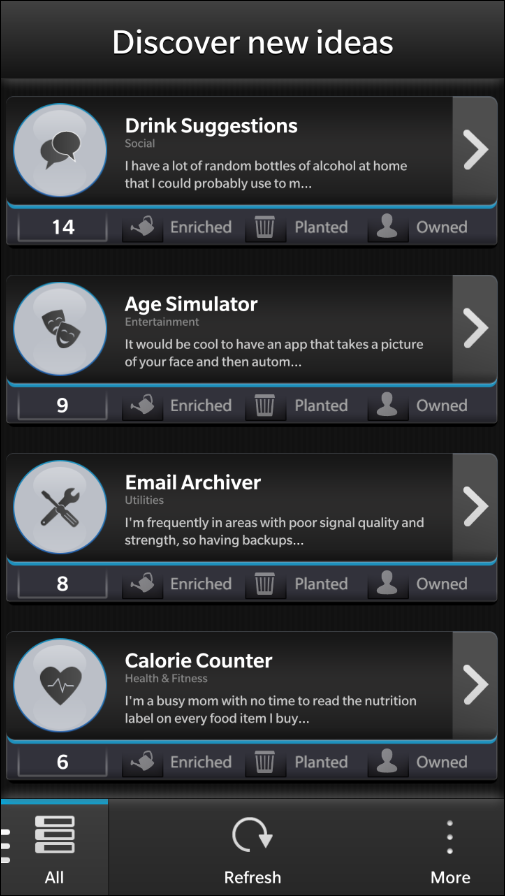 Discover new ideas
Drink Suggestions
Social
I have a lot of random bottles of alcohol at home
that I could probably use to m...
14 Enriched Planted Owned
Age Simulator
Entertainment
It would be cool to have an app that takes a picture
of your face and then autom...
9 Enriched Planted Owned
Email Archiver
Utilities
I'm frequently in areas with poor signal quality and
strength, so having backups...
8 Enriched Planted Owned
Calorie Counter
Health & Fitness
I'm a busy mom with no time to read the nutrition
label on every food item I buy...
6 Enriched Planted Owned
All Refresh More